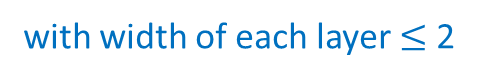 with width of each layer ≤ 2